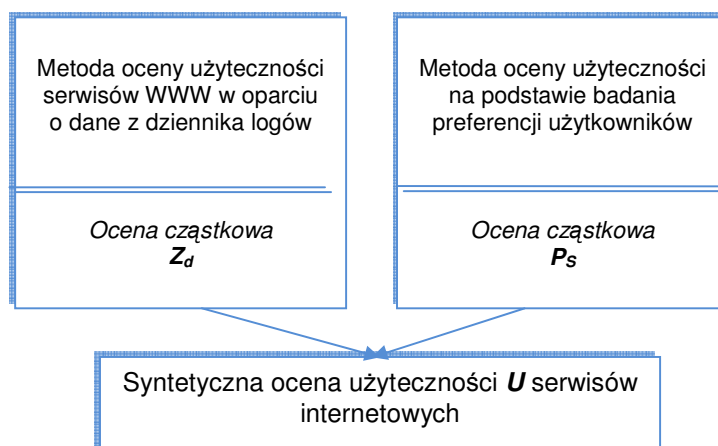 Metoda oceny użyteczności
serwisów WWW w oparciu
o dane z dziennika logów
Ocena cząstkowa
Zd
Metoda oceny użyteczności
na podstawie badania
preferencji użytkowników
Ocena cząstkowa
PS
Syntetyczna ocena użyteczności U serwisów
internetowych